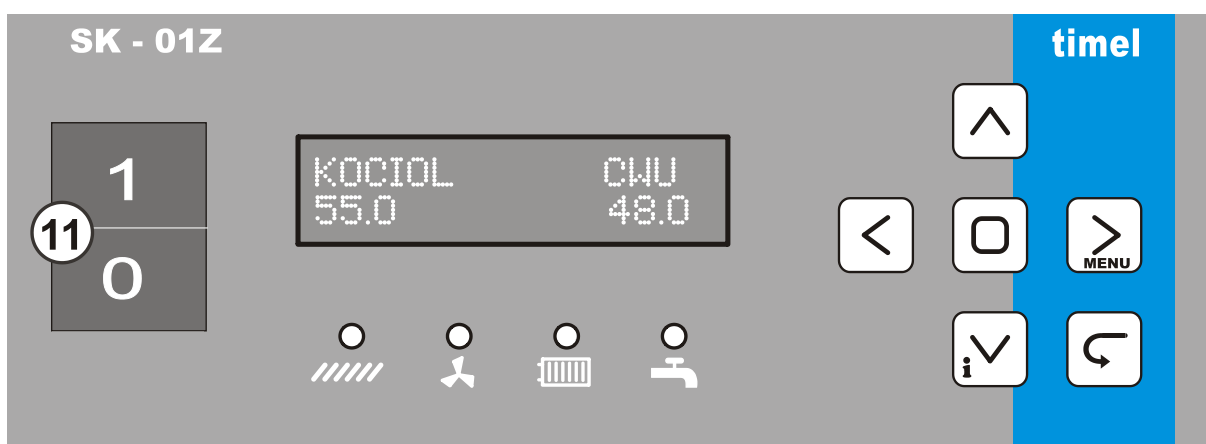 SK - 01Z
timel
1
11
0
KOCIOL CWU
55.0 48.0
MENU
i